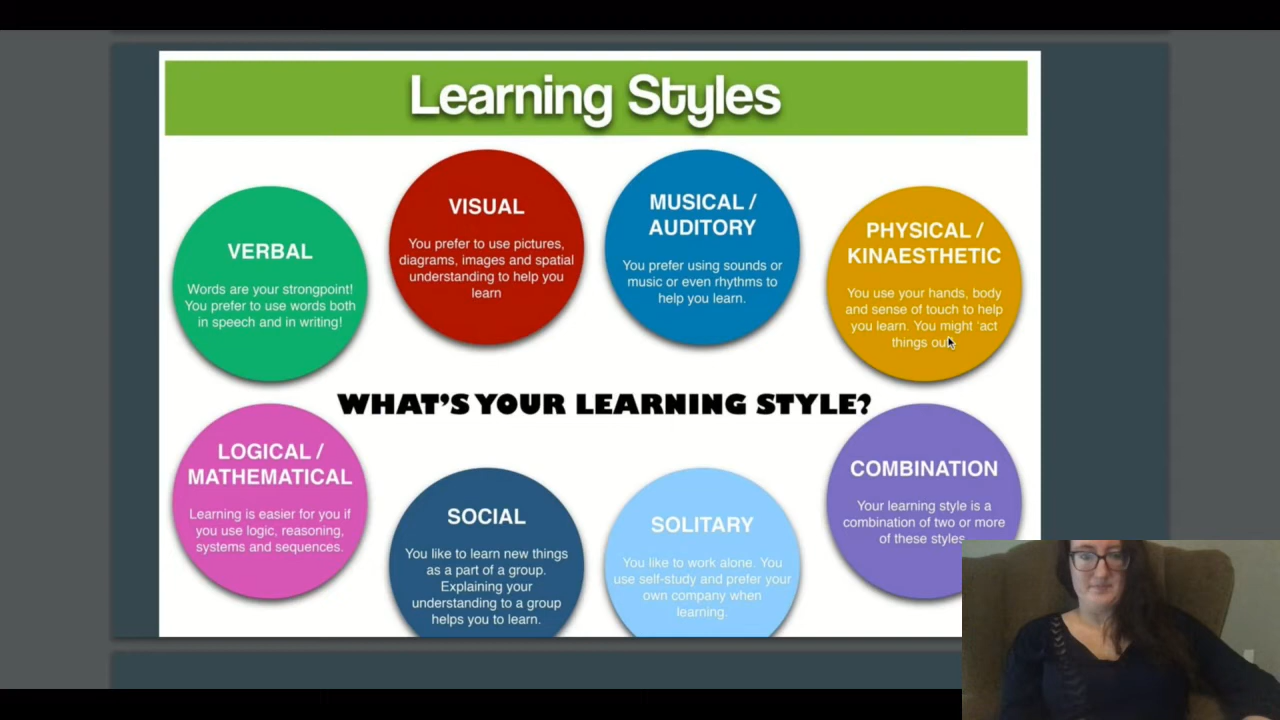 Learning Styles
VERBAL
Words are your strongpoint!
You prefer to use words both
in speech and in writing!
VISUAL
You prefer to use pictures,
diagrams, images and spatial
understanding to help you
learn
MUSICAL /
AUDITORY
You prefer using sounds or
music or even rhythms to
help you learn.
PHYSICAL /
KINAESTHETIC
You use your hands, body
and sense of touch to help
you learn. You might 'act
things
WHAT'S YOUR LEARNING STYLE?
LOGICAL /
MATHEMATICAL
Learning is easier for you if
you use logic, reasoning,
systems and sequences.
SOCIAL
You like to learn new things
as a part of a group.
Explaining your
understanding to a group
helps you to learn.
SOLITARY
You like to work alone. You
use self-study and prefer your
own company when
learning.
COMBINATION
Your learning style is a
combination of two or more
of these styles